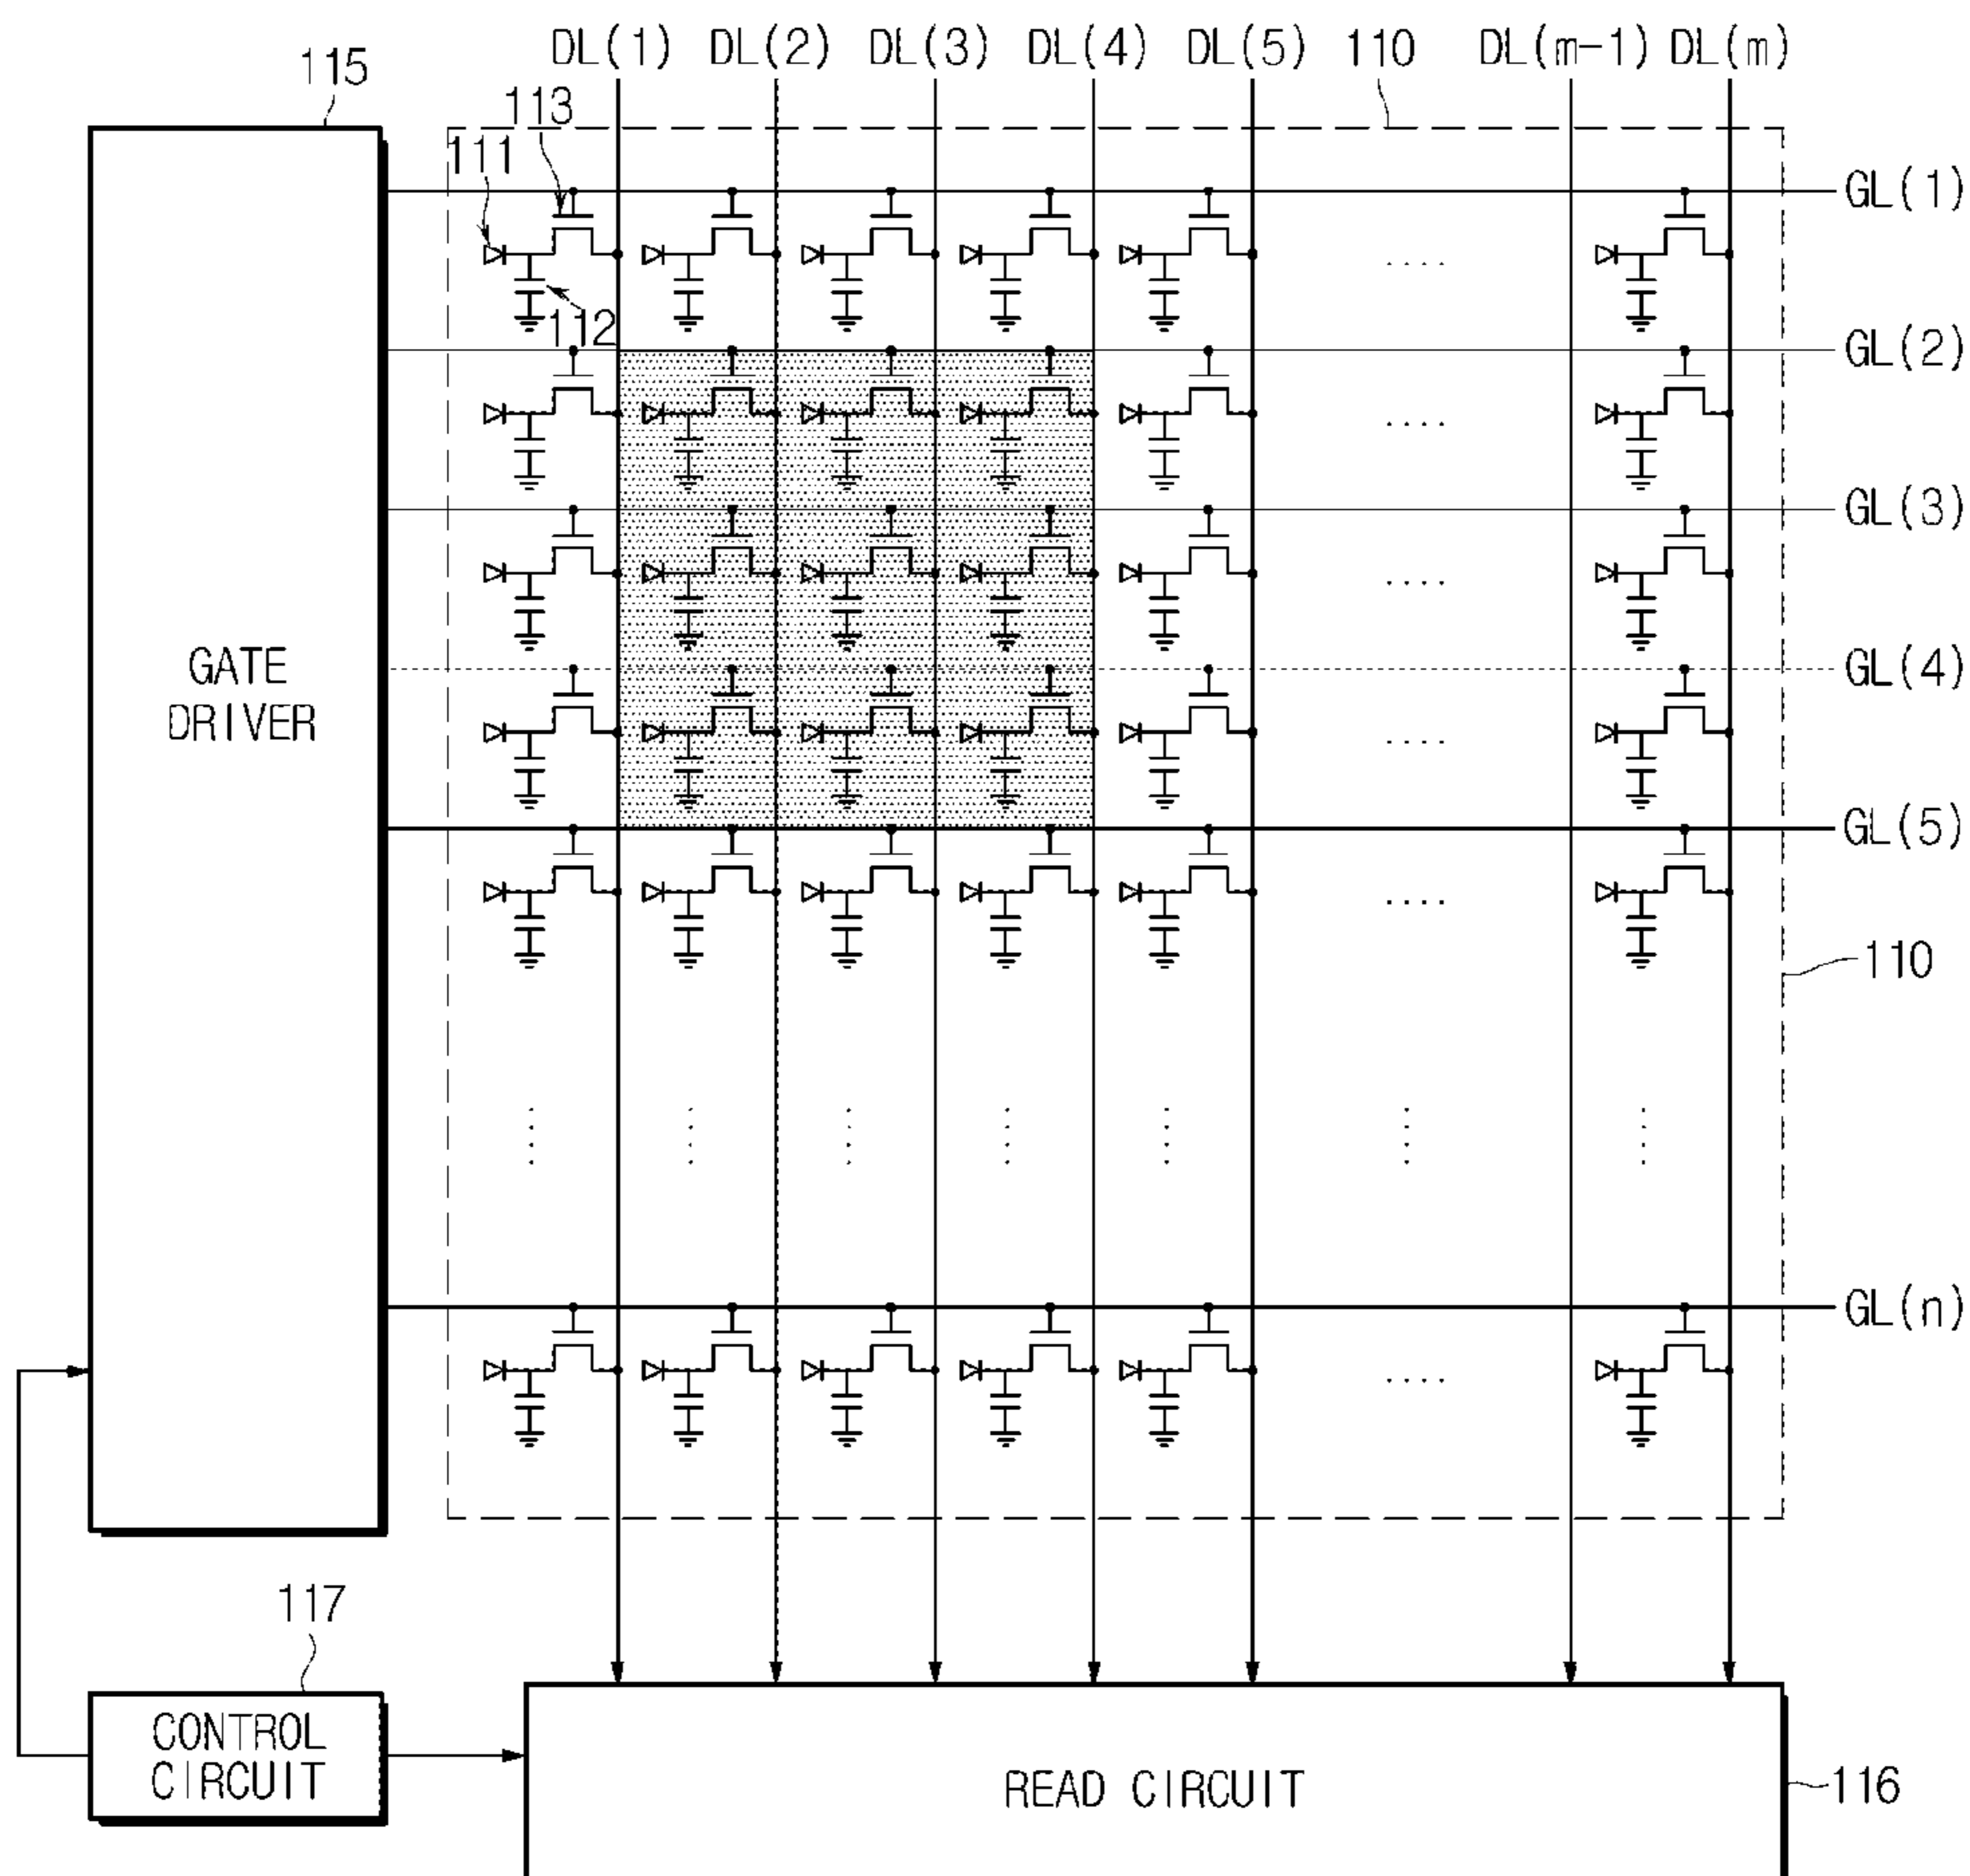 DL(1) DL(2) DL(3) DL(4) DL(5) 110 DL(m-1) DL(m)
115
113
111
GL(1)
112
GL(2)
GL(3)
GATE
DRIVER
GL(4)
GL(5)
110
GL(n)
117
CONTROL
CIRCUIT
READ CIRCUIT
116